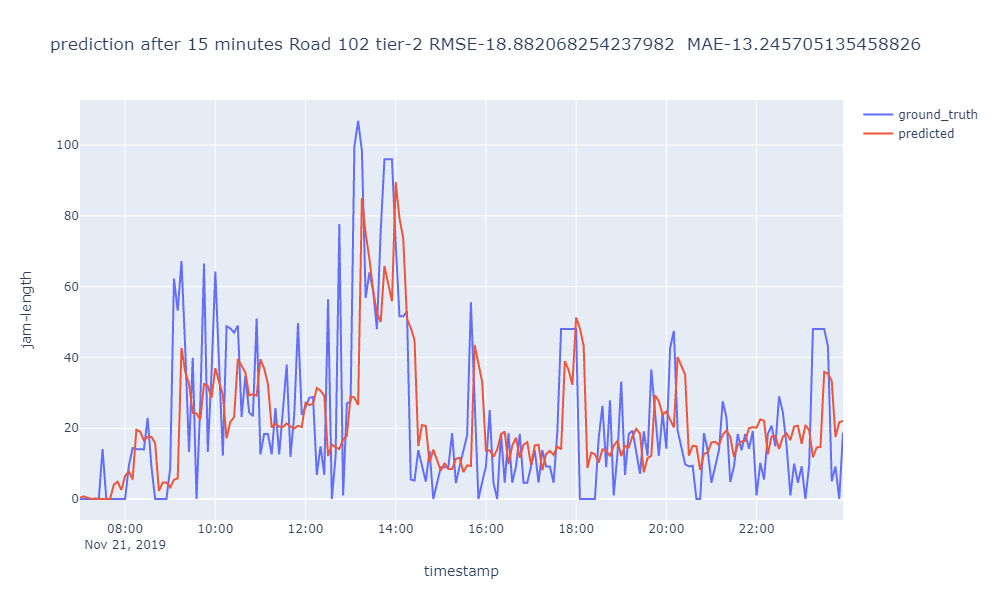 prediction after 15 minutes Road 102 tier-2 RMSE-18.882068254237982  MAE-13.245705135458826
ground_truth
predicted
100
80
60
40
20
0
jam-length
08:00 10:00 12:00 14:00 16:00 18:00 20:00 22:00
Nov 21, 2019
timestamp